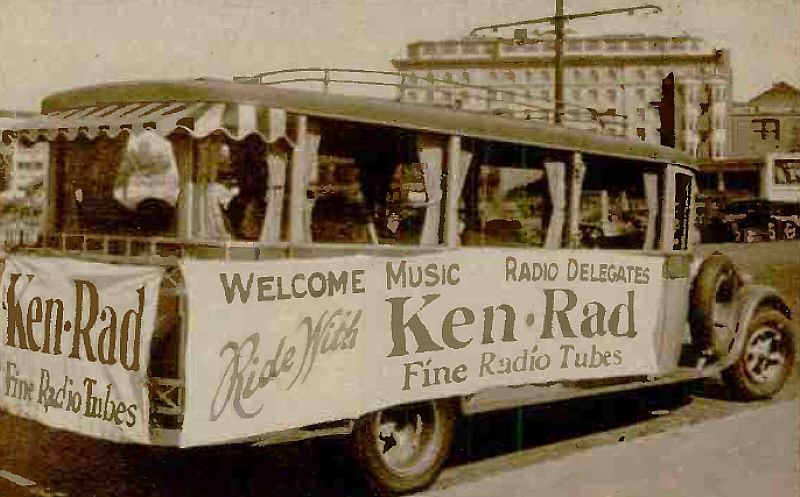 Ken·Rad
Fine Radio Tubes
WELCOME MUSIC RADIO DELEGATES
Ride With
Ken·Rad
Fine Radio Tubes